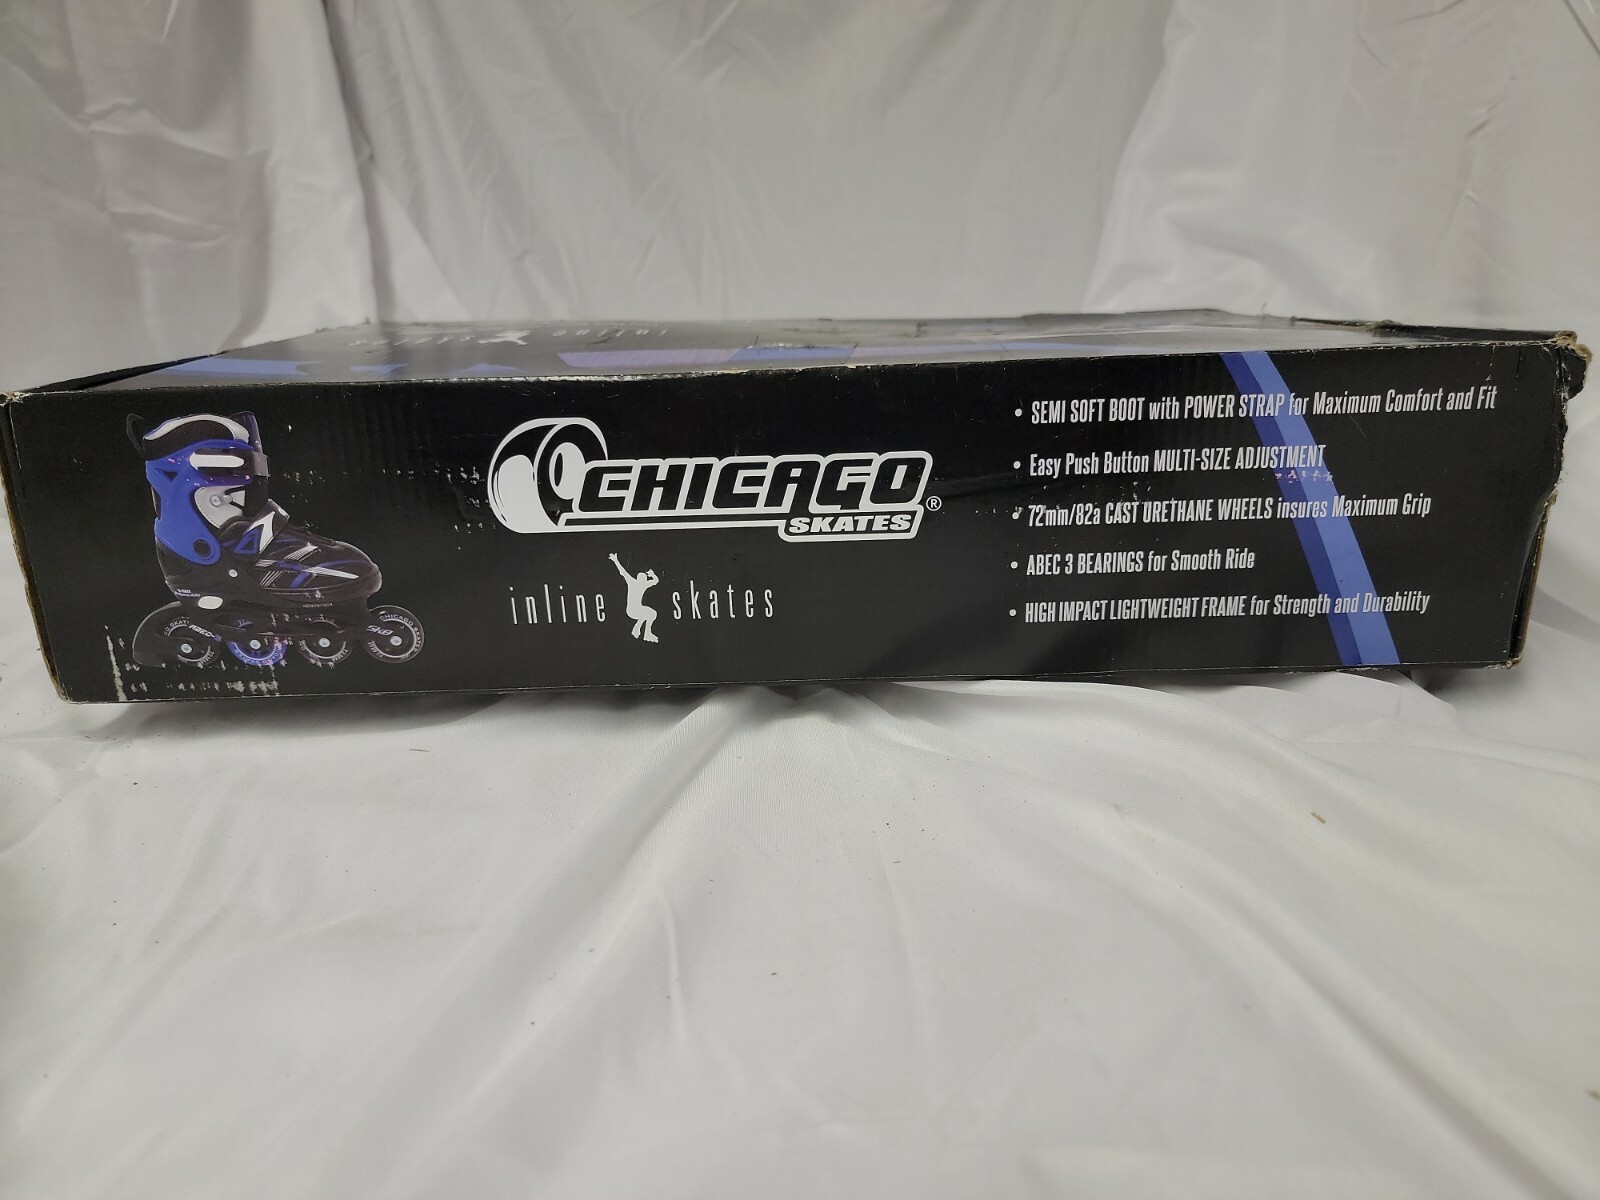 inline skates
CHICAGO
SKATES
®
inline skates
• SEMI SOFT BOOT with POWER STRAP for Maximum Comfort and Fit
• Easy Push Button MULTI-SIZE ADJUSTMENT
• 72mm/82a CAST URETHANE WHEELS insures Maximum Grip
• ABEC 3 BEARINGS for Smooth Ride
• HIGH IMPACT LIGHTWEIGHT FRAME for Strength and Durability